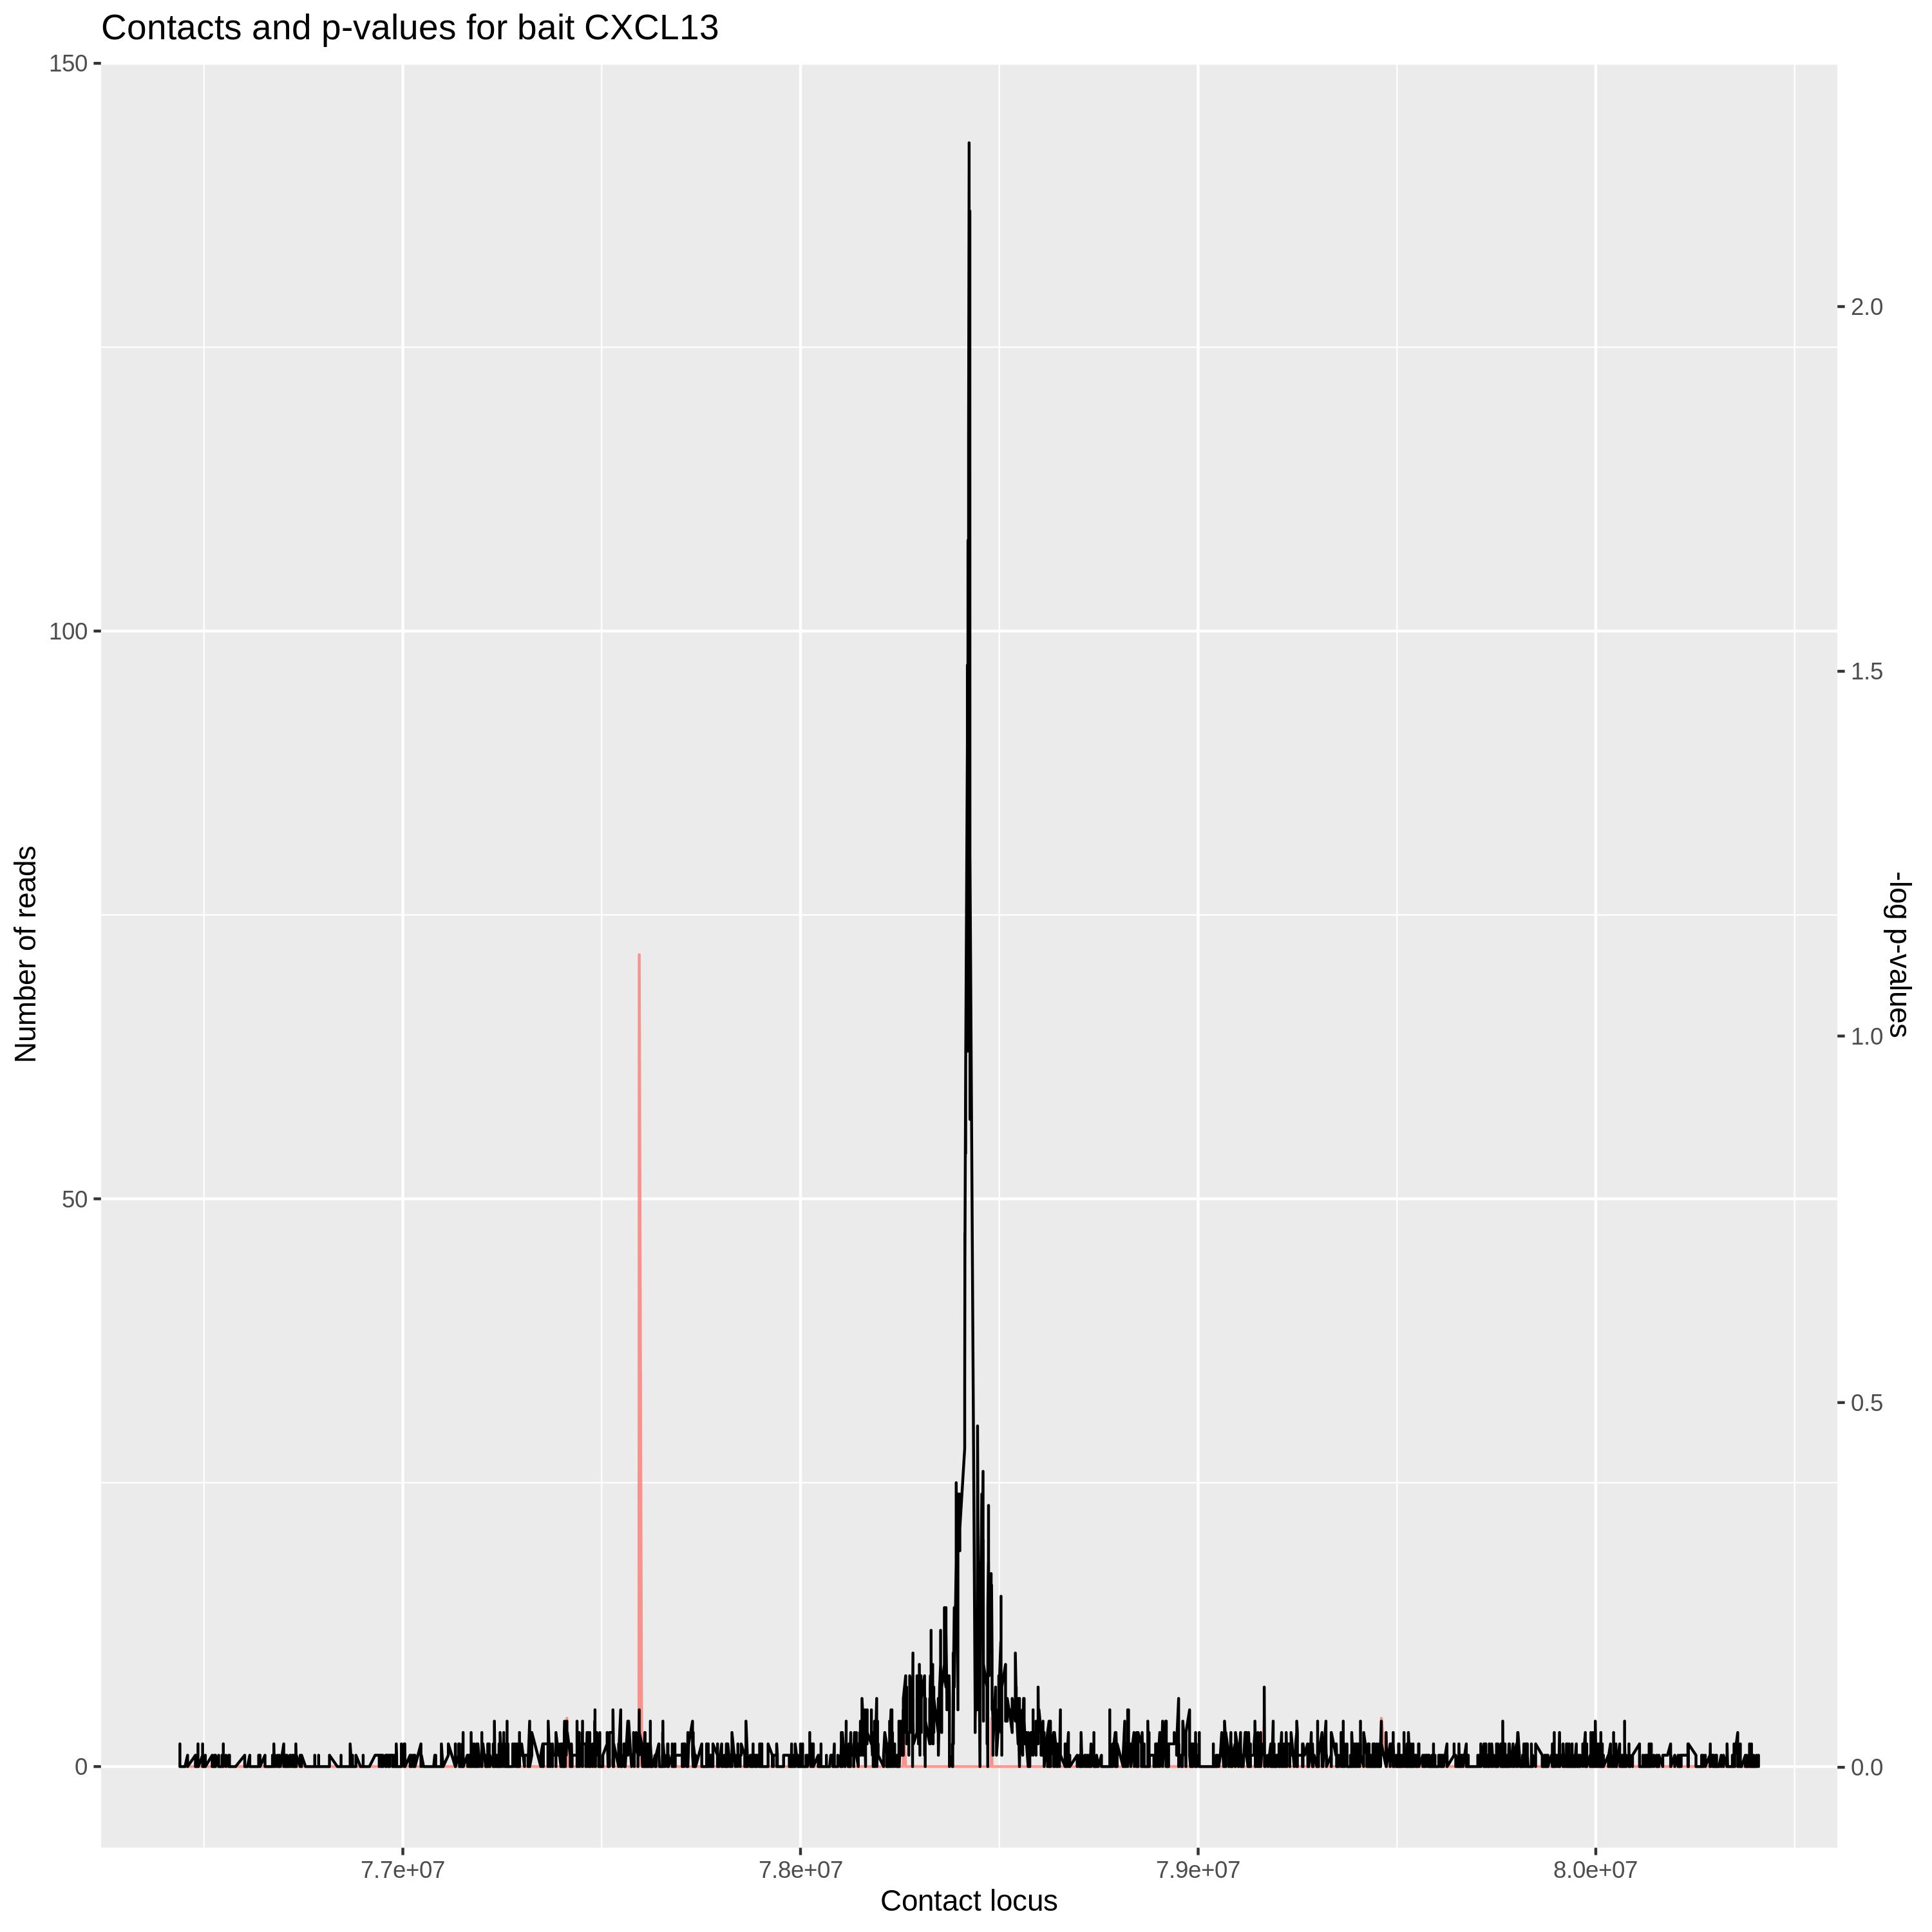 Contacts and p-values for bait CXCL13
150
100
50
0
Number of reads
2.0
1.5
1.0
0.5
0.0
-log p-values
7.7e+07 7.8e+07 7.9e+07 8.0e+07
Contact locus